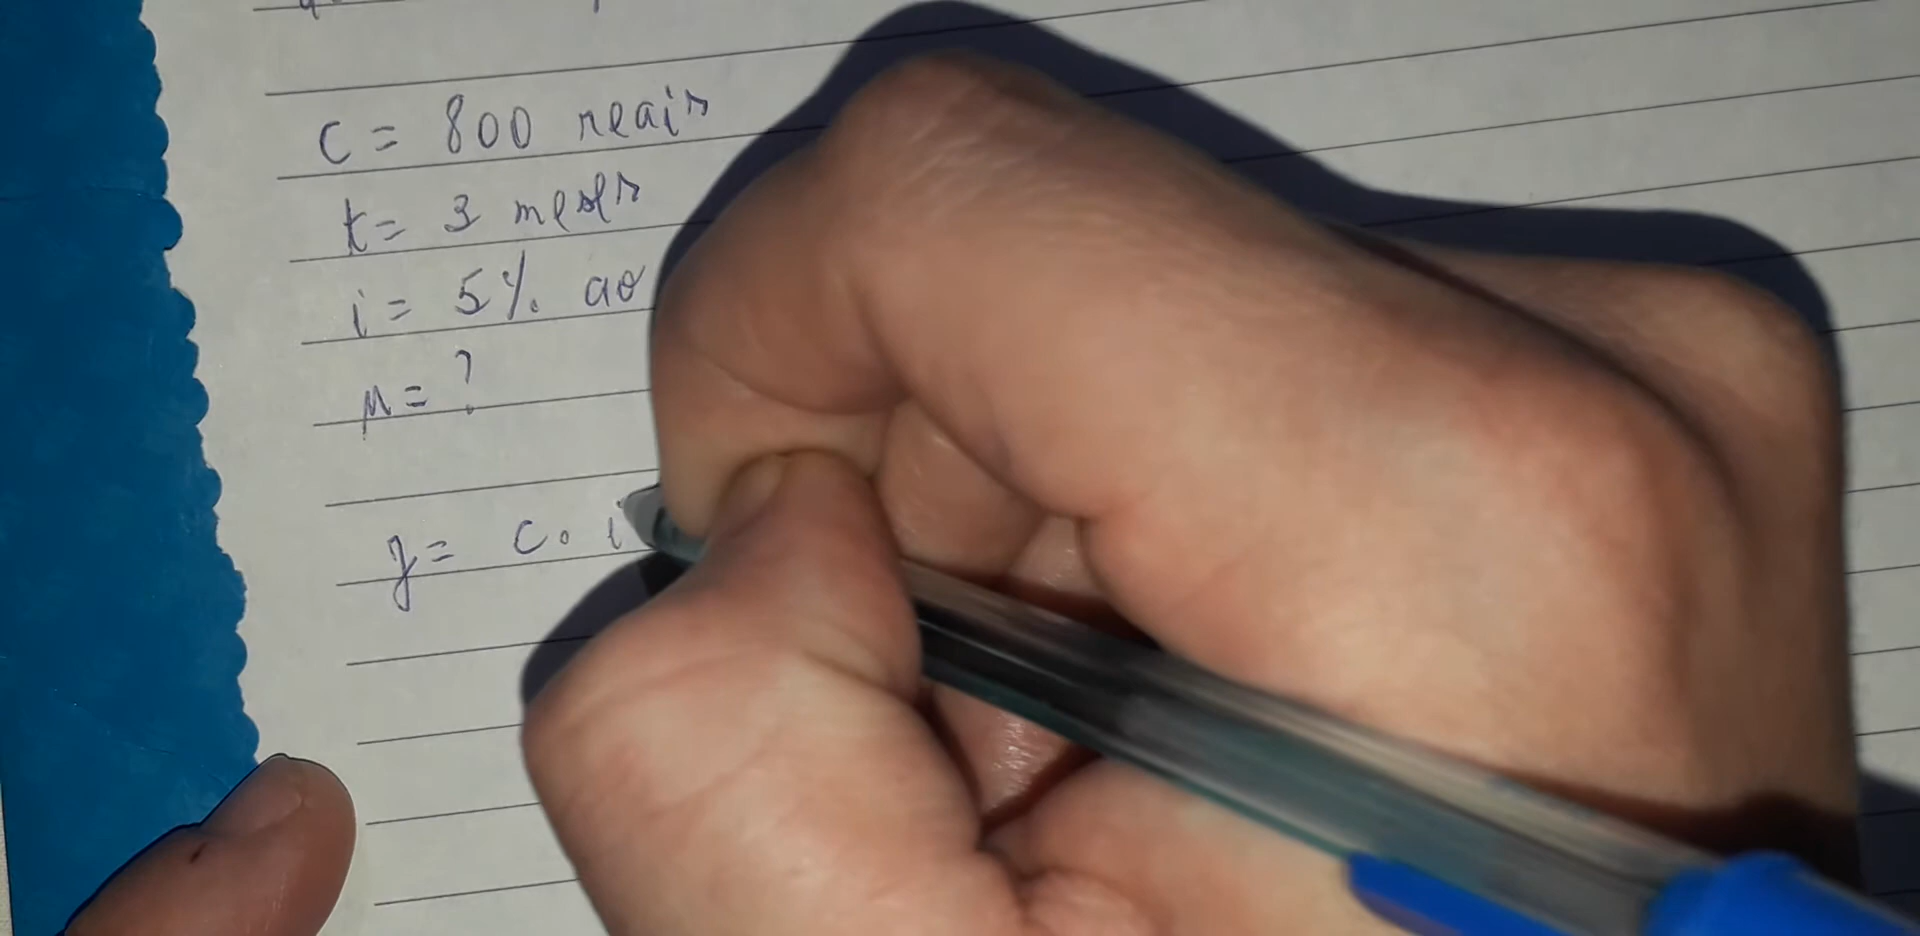 C = 800 reais
t = 3 meses
i = 5% ao
M = ?
J = C. i